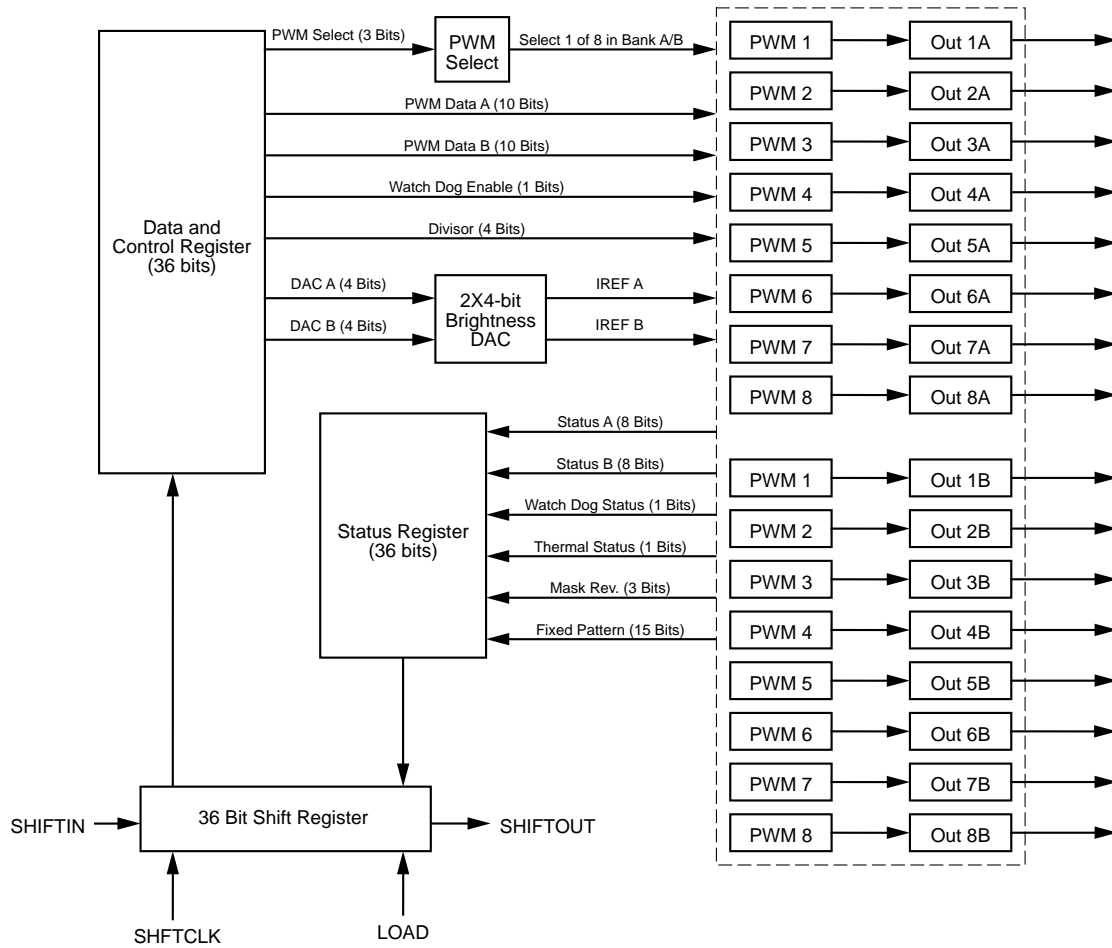 PWM Select (3 Bits)
PWM
Select
Select 1 of 8 in Bank A/B
PWM Data A (10 Bits)
PWM Data B (10 Bits)
Watch Dog Enable (1 Bits)
Divisor (4 Bits)
Data and
Control Register
(36 bits)
DAC A (4 Bits)
DAC B (4 Bits)
2X4-bit
Brightness
DAC
IREF A
IREF B
PWM 1
Out 1A
PWM 2
Out 2A
PWM 3
Out 3A
PWM 4
Out 4A
PWM 5
Out 5A
PWM 6
Out 6A
PWM 7
Out 7A
PWM 8
Out 8A
Status Register
(36 bits)
Status A (8 Bits)
Status B (8 Bits)
Watch Dog Status (1 Bits)
Thermal Status (1 Bits)
Mask Rev. (3 Bits)
Fixed Pattern (15 Bits)
PWM 1
Out 1B
PWM 2
Out 2B
PWM 3
Out 3B
PWM 4
Out 4B
PWM 5
Out 5B
PWM 6
Out 6B
PWM 7
Out 7B
PWM 8
Out 8B
SHIFTIN
36 Bit Shift Register
SHIFTOUT
SHFTCLK
LOAD